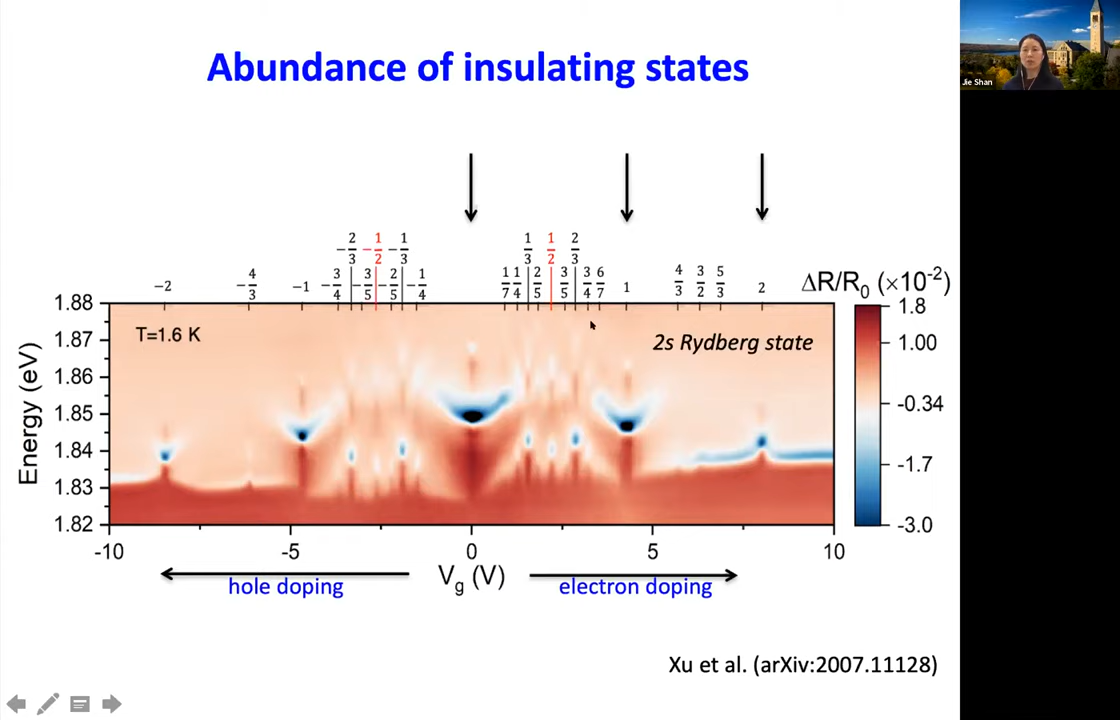 Abundance of insulating states
Jie Shan
−2/3 −1/2 −1/3 1/3 1/2 2/3
−2 −4/3 −1 −3/4 −3/5 −2/5 −1/4 1/7 1/4 2/5 3/5 3/4 6/7 1 4/3 3/2 5/3 2
ΔR/R0 (×10-2)
T=1.6 K
2s Rydberg state
Energy (eV)
1.88
1.87
1.86
1.85
1.84
1.83
1.82
1.8
1.00
-0.34
-1.7
-3.0
-10 -5 0 5 10
Vg (V)
hole doping
electron doping
Xu et al. (arXiv:2007.11128)